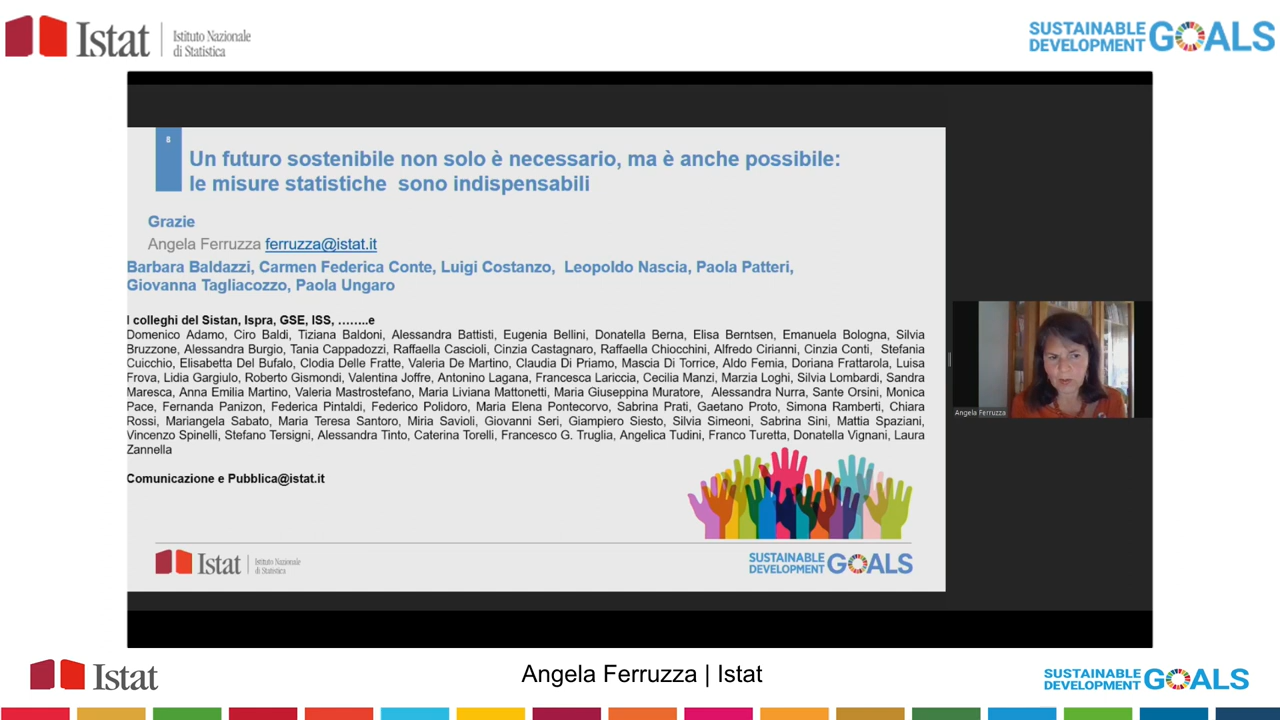 Istat
Istituto Nazionale
di Statistica
SUSTAINABLE
DEVELOPMENT
GOALS
8
Un futuro sostenibile non solo è necessario, ma è anche possibile:
le misure statistiche sono indispensabili
Grazie
Angela Ferruzza ferruzza@istat.it
Barbara Baldazzi, Carmen Federica Conte, Luigi Costanzo, Leopoldo Nascia, Paola Patteri,
Giovanna Tagliacozzo, Paola Ungaro
I colleghi del Sistan, Ispra, GSE, ISS, ……..e
Domenico Adamo, Ciro Baldi, Tiziana Baldoni, Alessandra Battisti, Eugenia Bellini, Donatella Berna, Elisa Berntsen, Emanuela Bologna, Silvia
Bruzzone, Alessandra Burgio, Tania Cappadozzi, Raffaella Cascioli, Cinzia Castagnaro, Raffaella Chiocchini, Alfredo Cirianni, Cinzia Conti, Stefania
Cuicchio, Elisabetta Del Bufalo, Clodia Delle Fratte, Valeria De Martino, Claudia Di Priamo, Mascia Di Torrice, Aldo Femia, Doriana Frattarola, Luisa
Frova, Lidia Gargiulo, Roberto Gismondi, Valentina Joffre, Antonino Lagana, Francesca Lariccia, Cecilia Manzi, Marzia Loghi, Silvia Lombardi, Sandra
Maresca, Anna Emilia Martino, Valeria Mastrostefano, Maria Liviana Mattonetti, Maria Giuseppina Muratore, Alessandra Nurra, Sante Orsini, Monica
Pace, Fernanda Panizon, Federica Pintaldi, Federico Polidoro, Maria Elena Pontecorvo, Sabrina Prati, Gaetano Proto, Simona Ramberti, Chiara
Rossi, Mariangela Sabato, Maria Teresa Santoro, Miria Savioli, Giovanni Seri, Giampiero Siesto, Silvia Simeoni, Sabrina Sini, Mattia Spaziani,
Vincenzo Spinelli, Stefano Tersigni, Alessandra Tinto, Caterina Torelli, Francesco G. Truglia, Angelica Tudini, Franco Turetta, Donatella Vignani, Laura
Zannella
Comunicazione e Pubblica@istat.it
Istat
Istituto Nazionale
di Statistica
SUSTAINABLE
DEVELOPMENT
GOALS
Angela Ferruzza
Istat
Angela Ferruzza | Istat
SUSTAINABLE
DEVELOPMENT
GOALS